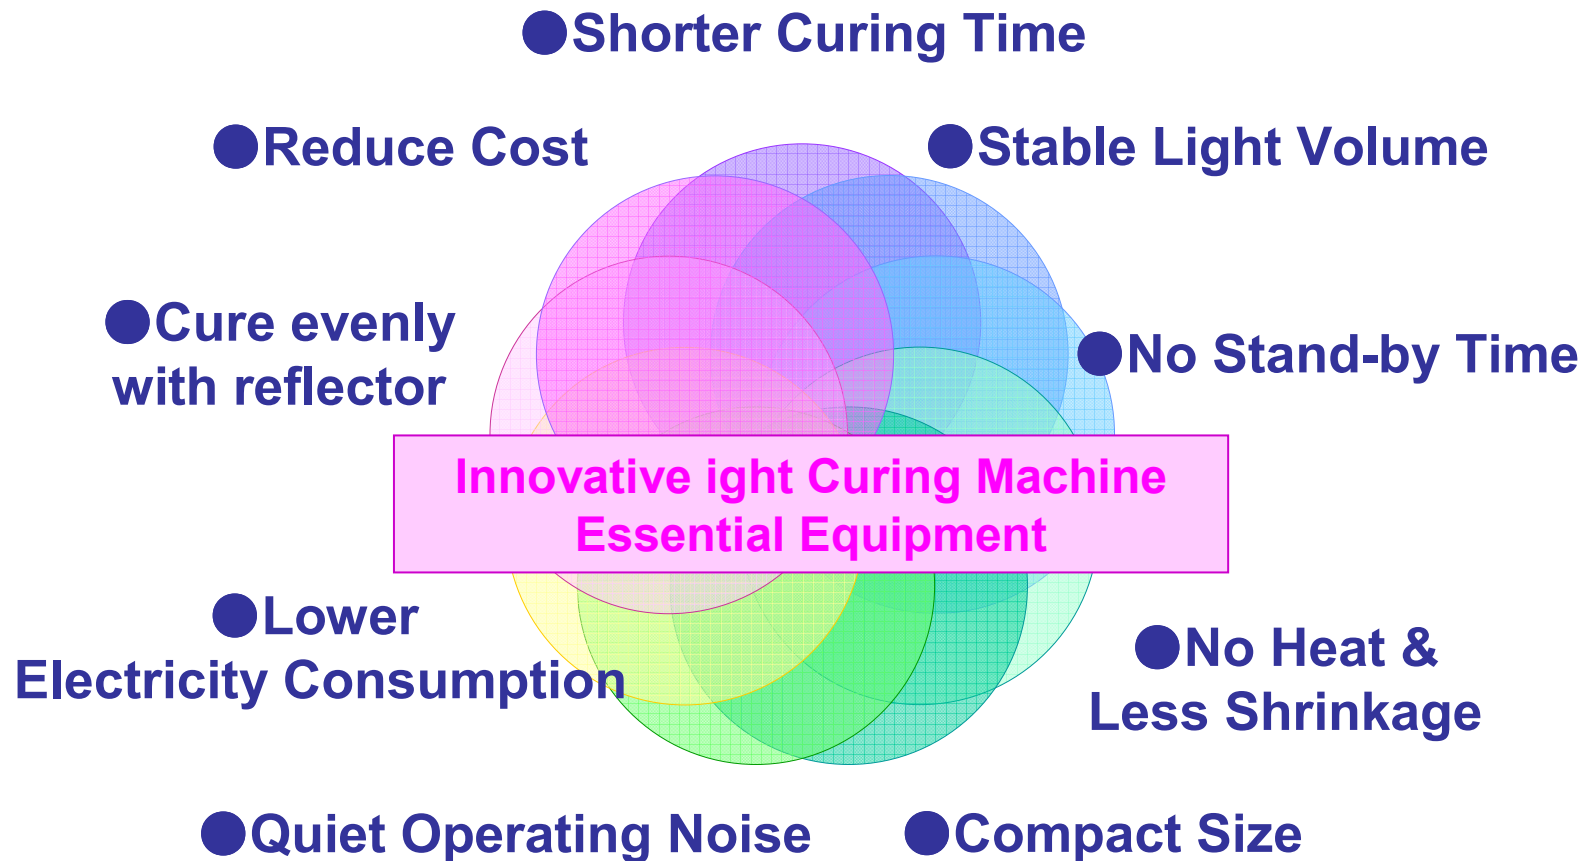 ●Shorter Curing Time
●Reduce Cost
●Stable Light Volume
●Cure evenly
with reflector
●No Stand-by Time
Innovative ight Curing Machine
Essential Equipment
●Lower
Electricity Consumption
●No Heat &
Less Shrinkage
●Quiet Operating Noise
●Compact Size